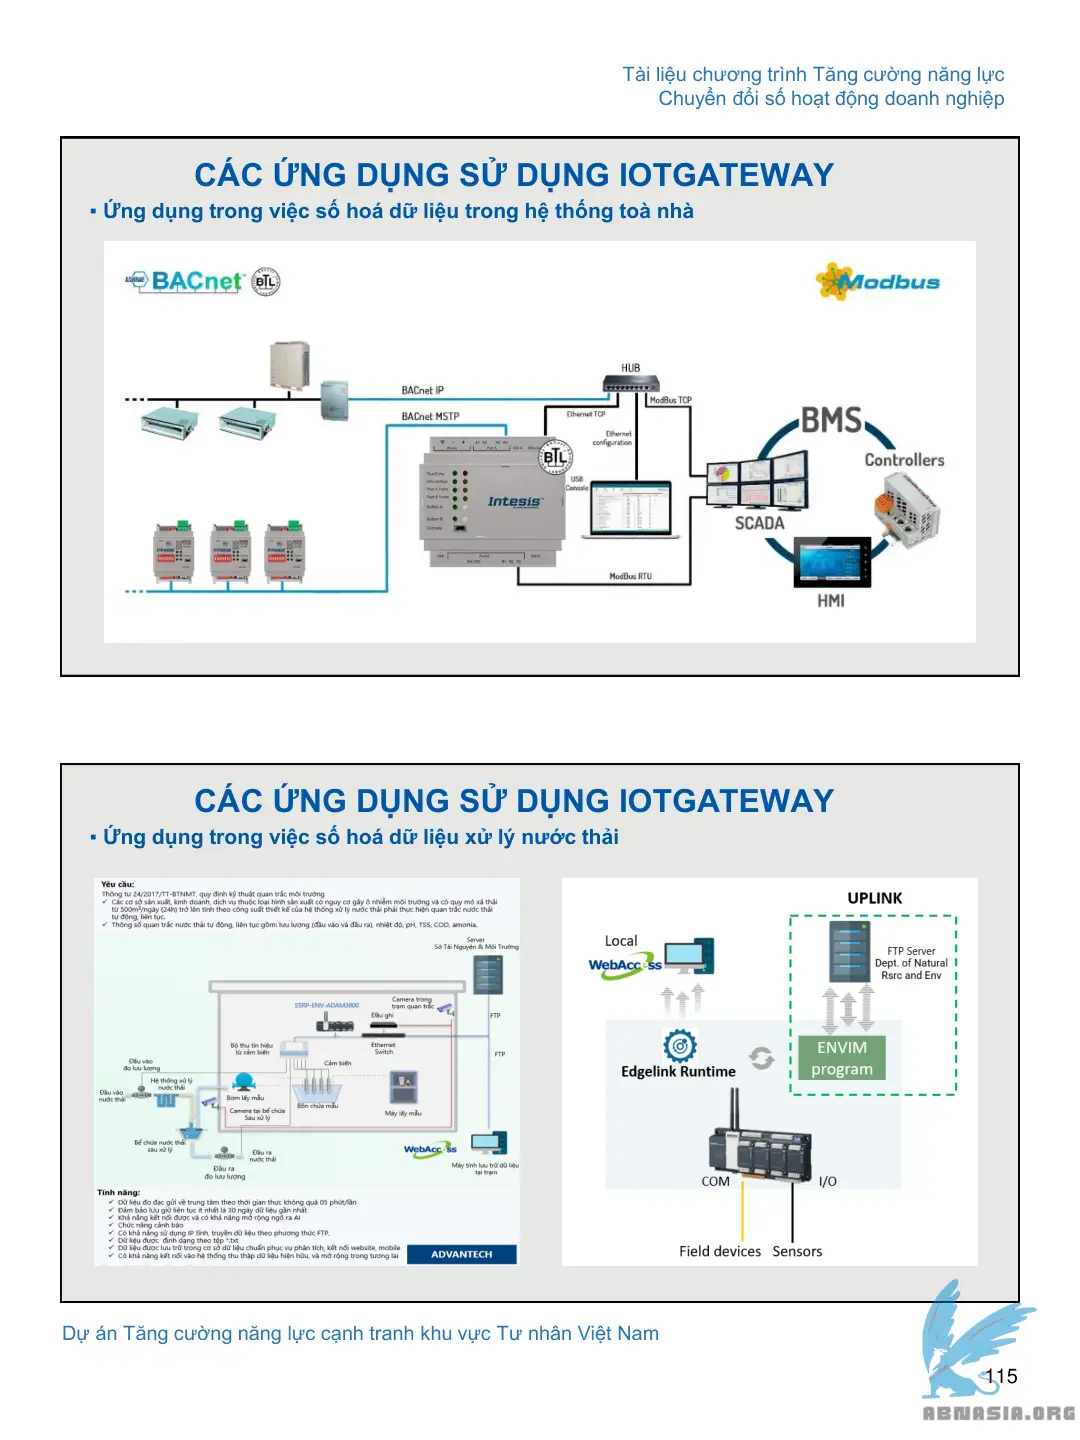 Tài liệu chương trình Tăng cường năng lực
Chuyển đổi số hoạt động doanh nghiệp
CÁC ỨNG DỤNG SỬ DỤNG IOTGATEWAY
▪ Ứng dụng trong việc số hoá dữ liệu trong hệ thống toà nhà
ASHRAE BACnet™ BTL
Modbus
HUB
BACnet IP
ModBus TCP
BACnet MSTP
Ethernet TCP
Ethernet
configuration
BMS
BTL
Controllers
USB
Console
Intesis™
SCADA
ModBus RTU
HMI
CÁC ỨNG DỤNG SỬ DỤNG IOTGATEWAY
▪ Ứng dụng trong việc số hoá dữ liệu xử lý nước thải
Yêu cầu:
Thông tư 24/2017/TT-BTNMT, quy định kỹ thuật quan trắc môi trường
✓ Các cơ sở sản xuất, kinh doanh, dịch vụ thuộc loại hình sản xuất có nguy cơ gây ô nhiễm môi trường và có quy mô xả thải
từ 500m³/ngày (24h) trở lên tính theo công suất thiết kế của hệ thống xử lý nước thải phải thực hiện quan trắc nước thải
tự động, liên tục.
✓ Thông số quan trắc nước thải tự động, liên tục gồm: lưu lượng (đầu vào và đầu ra), nhiệt độ, pH, TSS, COD, amonia.
Server
Sở Tài Nguyên & Môi Trường
ESRP-ENV-ADAM3600
Camera trong
trạm quan trắc
Đầu ghi
FTP
Bộ thu tín hiệu
từ cảm biến
Ethernet
Switch
FTP
Cảm biến
Đầu vào
đo lưu lượng
Hệ thống xử lý
nước thải
Đầu vào
nước thải
Bơm lấy mẫu
Bồn chứa mẫu
Máy lấy mẫu
Camera tại bể chứa
Sau xử lý
Bể chứa nước thải
sau xử lý
Đầu ra
nước thải
Đầu ra
đo lưu lượng
WebAccess
Máy tính lưu trữ dữ liệu
tại trạm
Tính năng:
✓ Dữ liệu đo đạc gửi về trung tâm theo thời gian thực không quá 05 phút/lần
✓ Đảm bảo lưu giữ liên tục ít nhất là 30 ngày dữ liệu gần nhất
✓ Khả năng kết nối được và có khả năng mở rộng ngõ ra AI
✓ Chức năng cảnh báo
✓ Có khả năng sử dụng IP tĩnh, truyền dữ liệu theo phương thức FTP.
✓ Dữ liệu được định dạng theo tệp *.txt
✓ Dữ liệu được lưu trữ trong cơ sở dữ liệu chuẩn phục vụ phân tích, kết nối website, mobile
✓ Có khả năng kết nối vào hệ thống thu thập dữ liệu hiện hữu, và mở rộng trong tương lai
ADVANTECH
UPLINK
Local
WebAccess
FTP Server
Dept. of Natural
Rsrc and Env
ENVIM
program
Edgelink Runtime
COM
I/O
Field devices
Sensors
Dự án Tăng cường năng lực cạnh tranh khu vực Tư nhân Việt Nam
115
ABNASIA.ORG